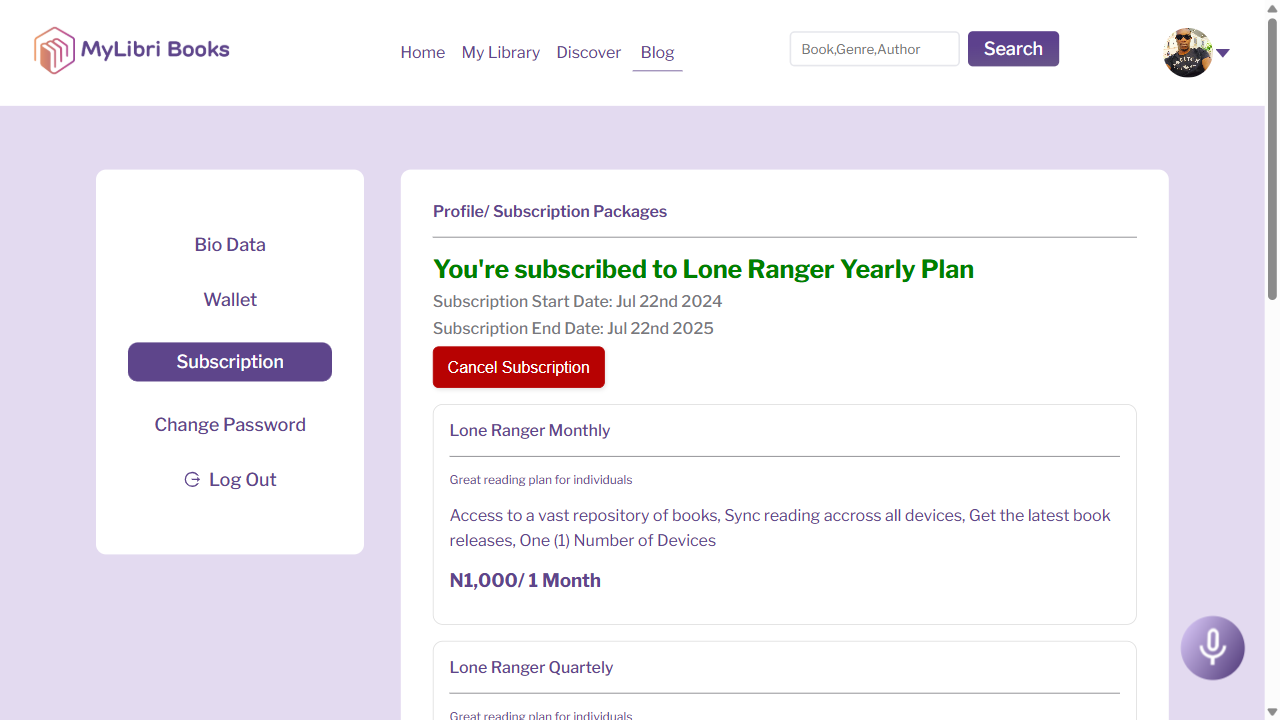 MyLibri Books
Home
My Library
Discover
Blog
Book,Genre,Author
Search
Bio Data
Wallet
Subscription
Change Password
Log Out
Profile/ Subscription Packages
You're subscribed to Lone Ranger Yearly Plan
Subscription Start Date: Jul 22nd 2024
Subscription End Date: Jul 22nd 2025
Cancel Subscription
Lone Ranger Monthly
Great reading plan for individuals
Access to a vast repository of books, Sync reading accross all devices, Get the latest book
releases, One (1) Number of Devices
N1,000/ 1 Month
Lone Ranger Quartely
Great reading plan for individuals